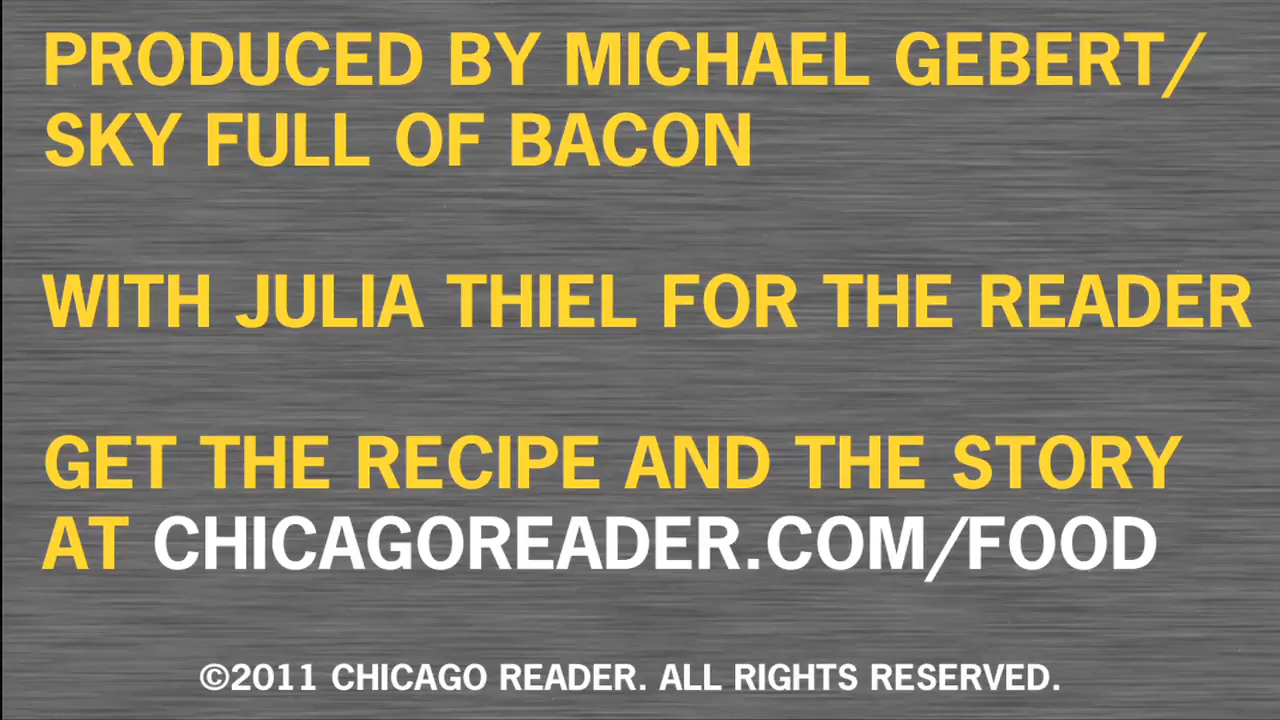 PRODUCED BY MICHAEL GEBERT/
SKY FULL OF BACON
WITH JULIA THIEL FOR THE READER
GET THE RECIPE AND THE STORY
AT CHICAGOREADER.COM/FOOD
©2011 CHICAGO READER. ALL RIGHTS RESERVED.